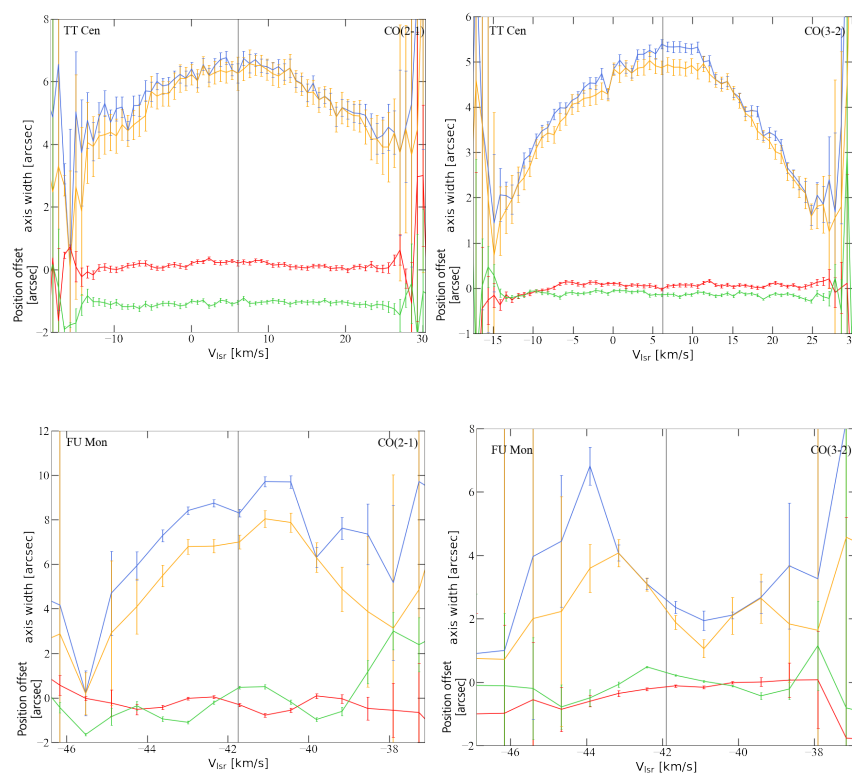 8
6
4
2
0
−2
TT Cen
CO(2-1)
axis width [arcsec]
Position offset
[arcsec]
−10
0
10
20
30
V_lsr [km/s]
6
5
4
3
2
1
0
−1
TT Cen
CO(3-2)
axis width [arcsec]
Position offset
[arcsec]
−15
−10
−5
0
5
10
15
20
25
3
V_lsr [km/s]
12
10
8
6
4
2
0
−2
FU Mon
CO(2-1)
axis width [arcsec]
Position offset
[arcsec]
−46
−44
−42
−40
−38
V_lsr [km/s]
8
6
4
2
0
−2
FU Mon
CO(3-2)
axis width [arcsec]
Position offset
[arcsec]
−46
−44
−42
−40
−38
V_lsr [km/s]